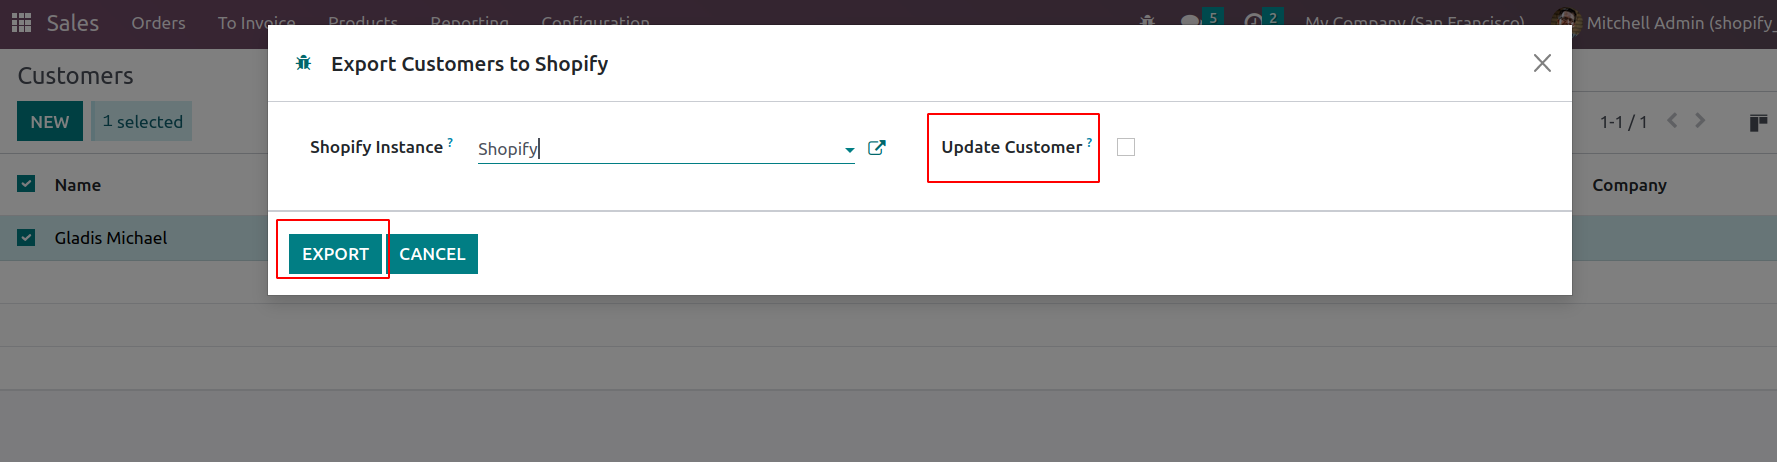 Sales Orders To Invoice Products Reporting Configuration 5 2 My Company (San Francisco) Mitchell Admin (shopify_
Export Customers to Shopify
Customers
NEW 1 selected 1-1 / 1
Shopify Instance ? Shopify Update Customer ?
Name Company
Gladis Michael
EXPORT CANCEL